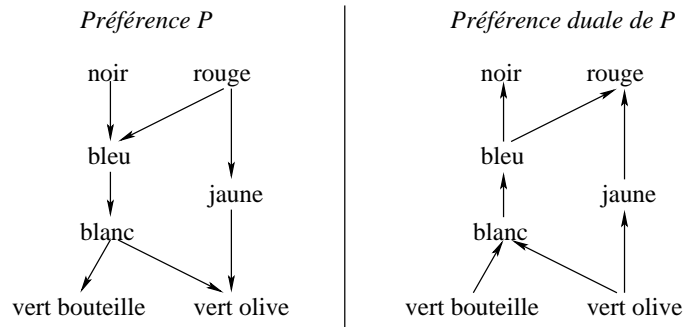 Préférence P
noir rouge
bleu
jaune
blanc
vert bouteille vert olive
Préférence duale de P
noir rouge
bleu
jaune
blanc
vert bouteille vert olive